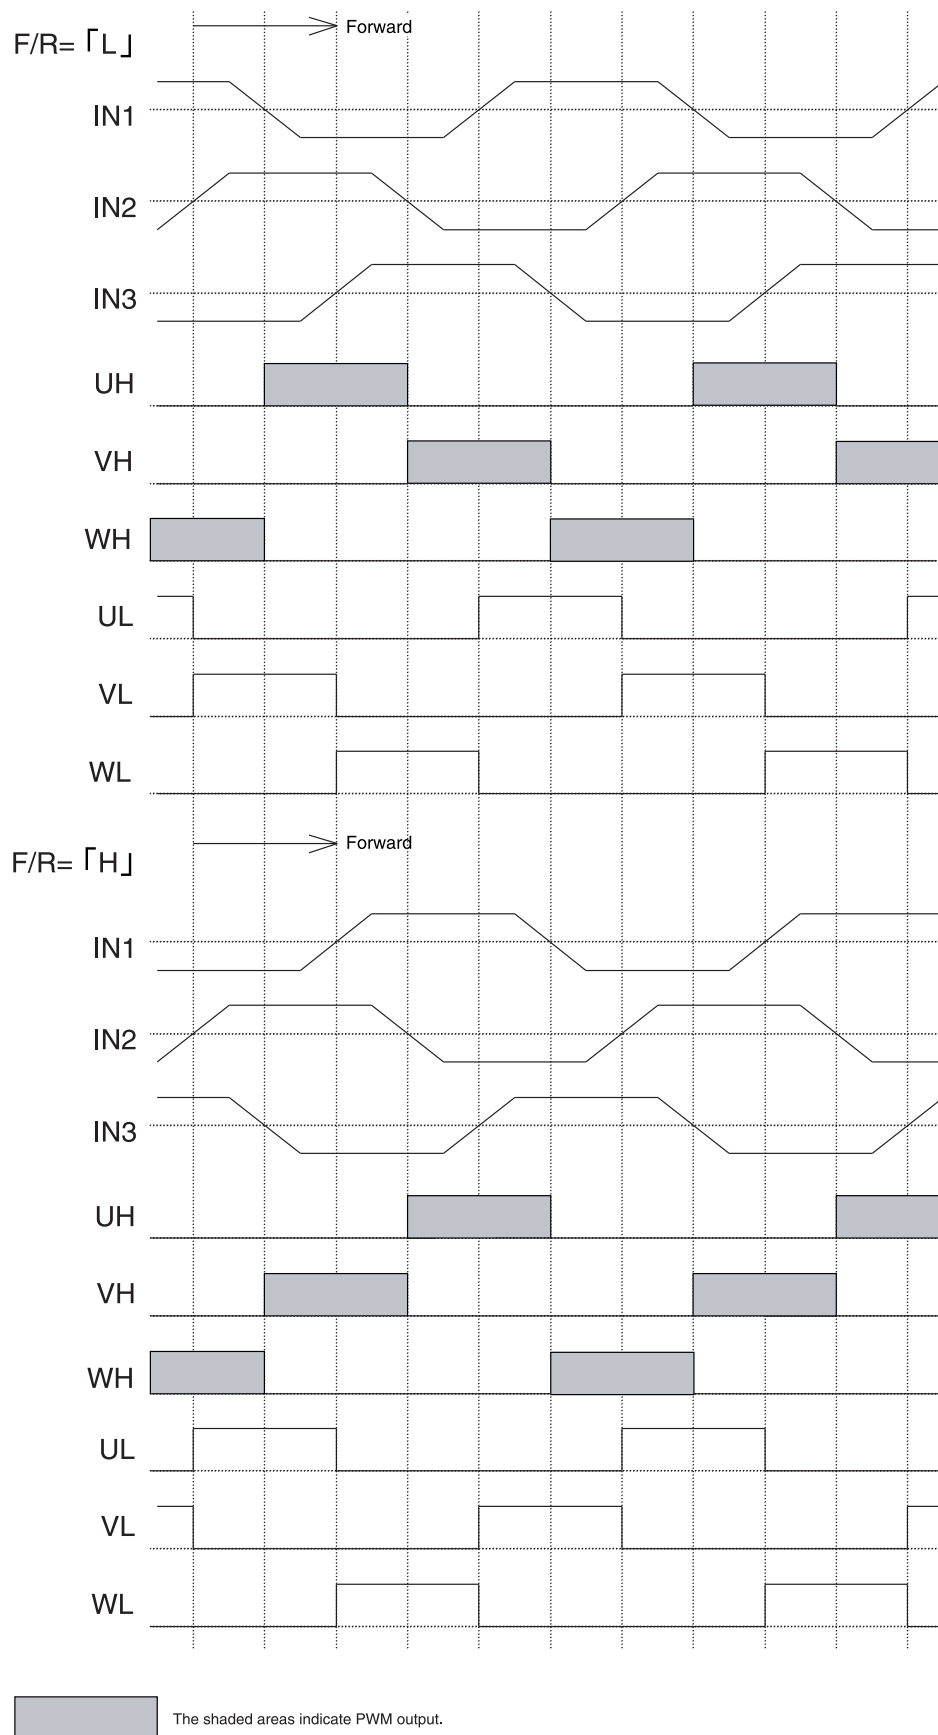 Forward
F/R=「L」
IN1
IN2
IN3
UH
VH
WH
UL
VL
WL
Forward
F/R=「H」
IN1
IN2
IN3
UH
VH
WH
UL
VL
WL
The shaded areas indicate PWM output.